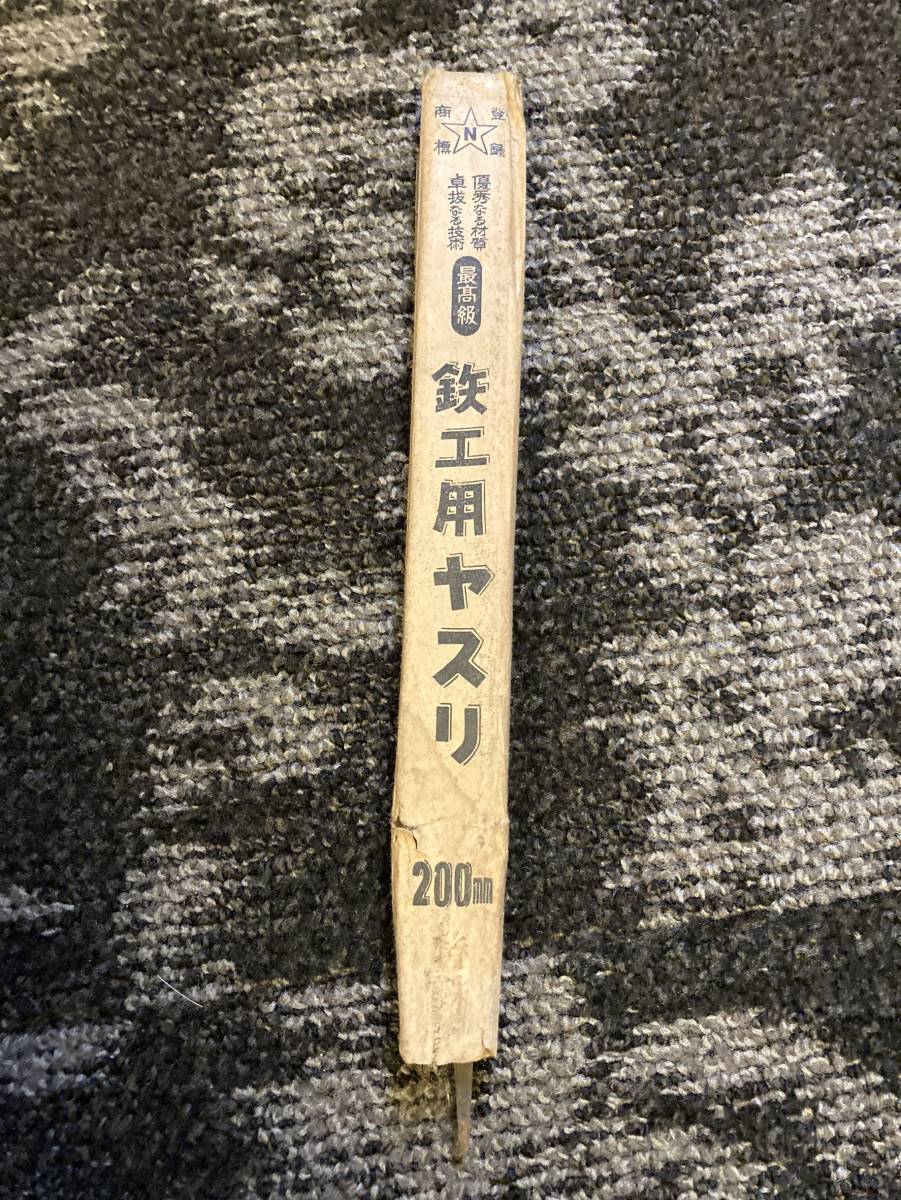 登録
商標
N
優秀なる材質
卓抜なる技術
最高級
鉄工用ヤスリ
200mm